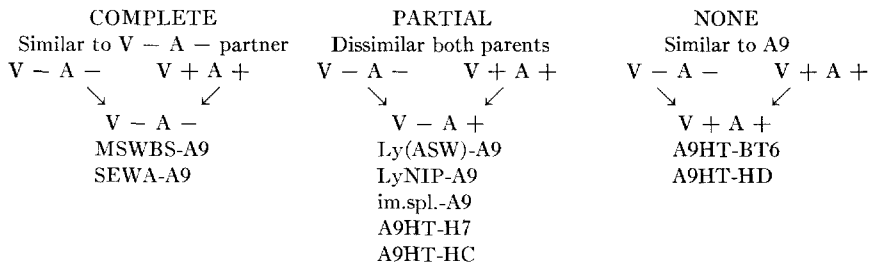 COMPLETE PARTIAL NONE
Similar to V − A − partner Dissimilar both parents Similar to A9
V − A − V + A + V − A − V + A + V − A − V + A +
↘ ↙ ↘ ↙ ↘ ↙
V − A − V − A + V + A +
MSWBS-A9 Ly(ASW)-A9 A9HT-BT6
SEWA-A9 LyNIP-A9 A9HT-HD
im.spl.-A9
A9HT-H7
A9HT-HC